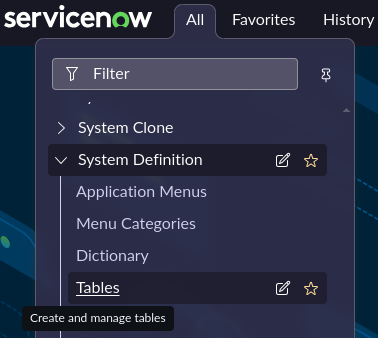 servicenow
All Favorites History
Filter
System Clone
System Definition
Application Menus
Menu Categories
Dictionary
Tables
Create and manage tables